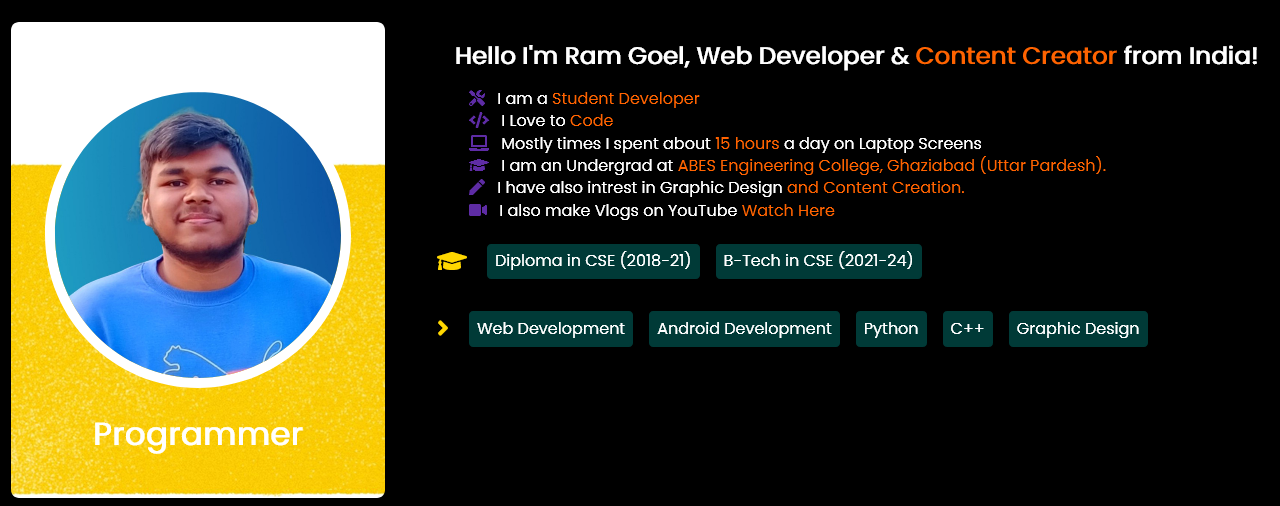 Hello I'm Ram Goel, Web Developer & Content Creator from India!
I am a Student Developer
I Love to Code
Mostly times I spent about 15 hours a day on Laptop Screens
I am an Undergrad at ABES Engineering College, Ghaziabad (Uttar Pardesh).
I have also intrest in Graphic Design and Content Creation.
I also make Vlogs on YouTube Watch Here
Diploma in CSE (2018-21) B-Tech in CSE (2021-24)
Web Development Android Development Python C++ Graphic Design
Programmer